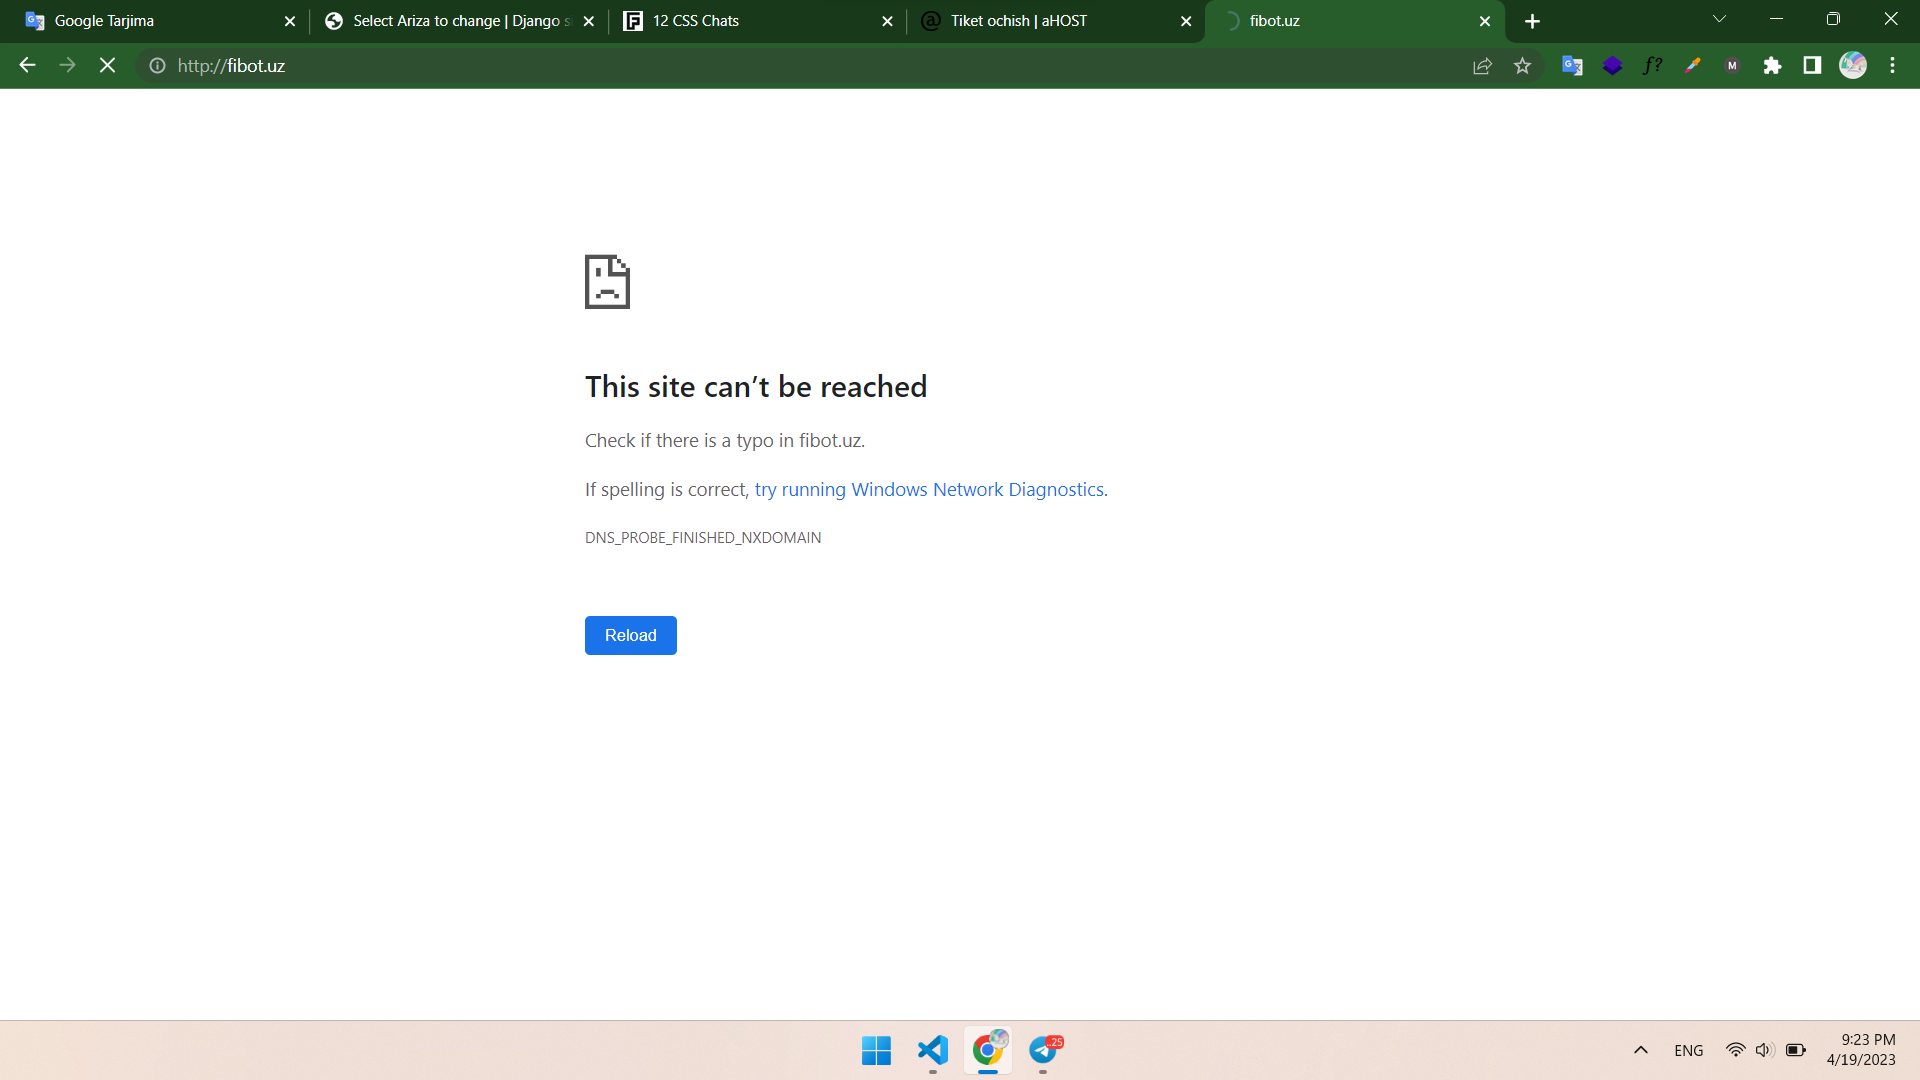 Google Tarjima
Select Ariza to change | Django s
12 CSS Chats
Tiket ochish | aHOST
fibot.uz
http://fibot.uz
f?
M
This site can’t be reached
Check if there is a typo in fibot.uz.
If spelling is correct, try running Windows Network Diagnostics.
DNS_PROBE_FINISHED_NXDOMAIN
Reload
..25
ENG
9:23 PM
4/19/2023